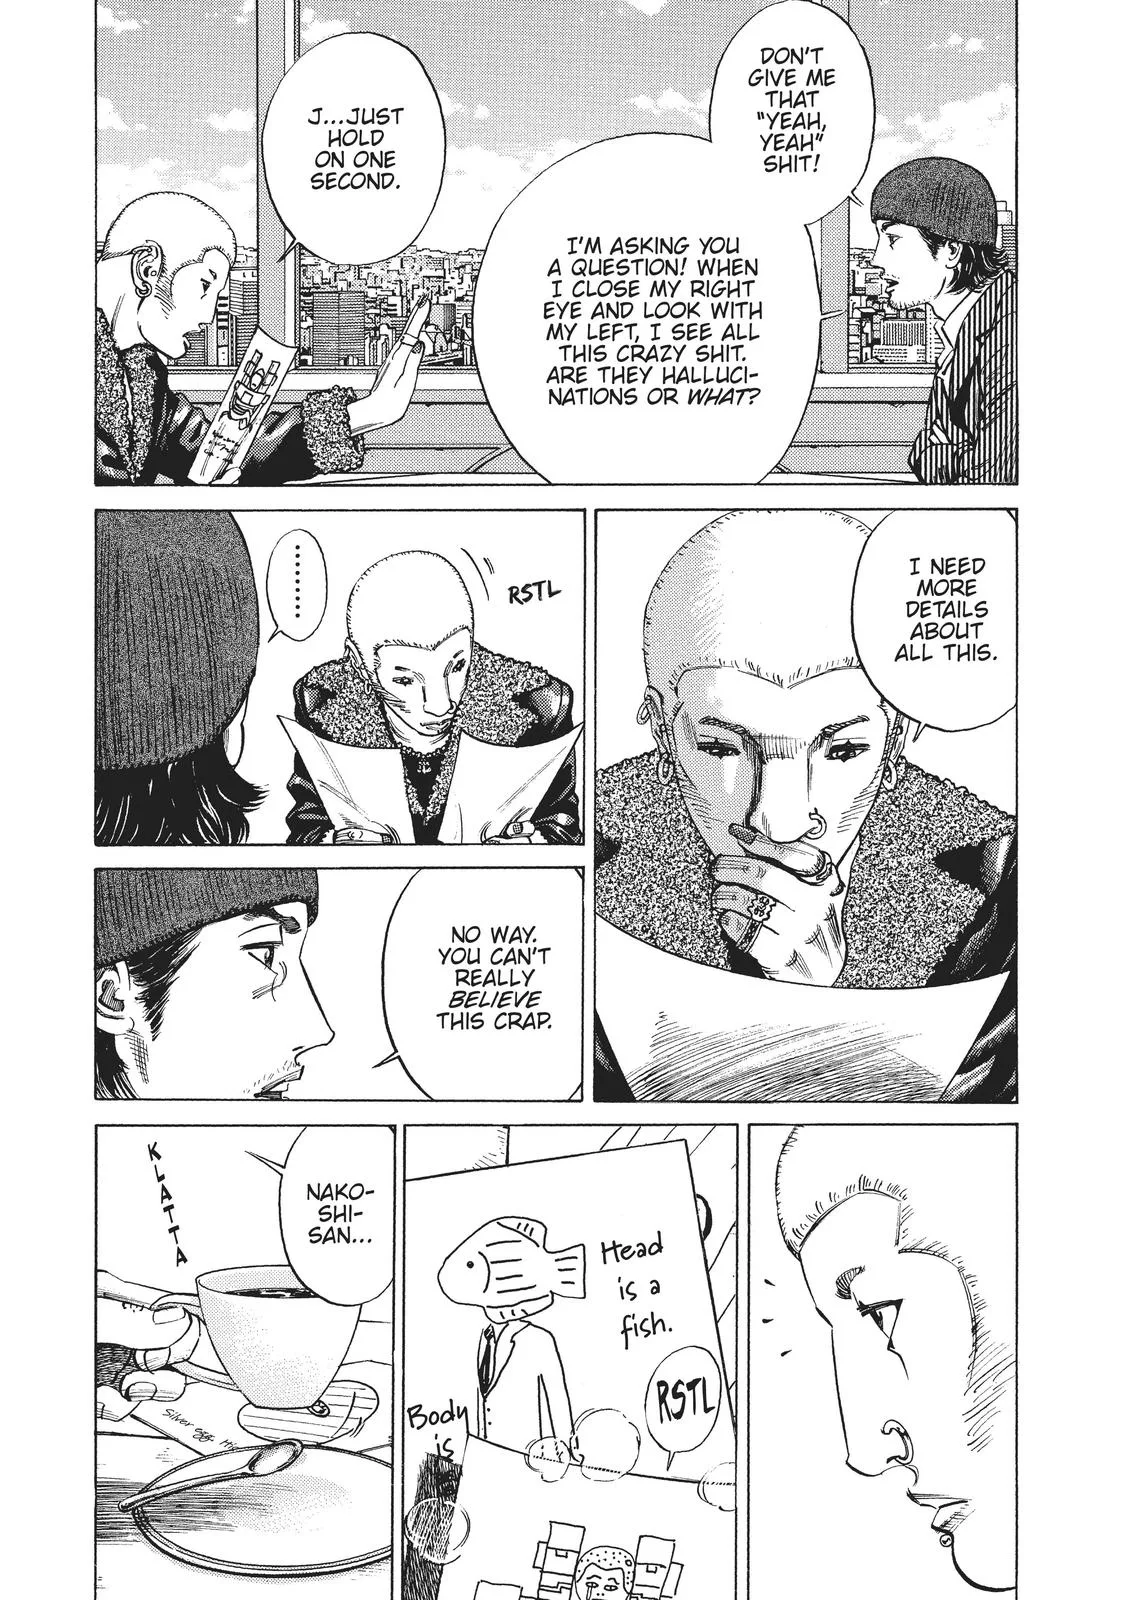 DON'T
GIVE ME
THAT
"YEAH,
YEAH"
SHIT!
I'M ASKING YOU
A QUESTION! WHEN
I CLOSE MY RIGHT
EYE AND LOOK WITH
MY LEFT, I SEE ALL
THIS CRAZY SHIT.
ARE THEY HALLUCI-
NATIONS OR WHAT?
J...JUST
HOLD
ON ONE
SECOND.
.........
RSTL
I NEED
MORE
DETAILS
ABOUT
ALL THIS.
NO WAY.
YOU CAN'T
REALLY
BELIEVE
THIS CRAP.
KLATTA
NAKO-
SHI-
SAN...
Silver
Head
is a
fish.
RSTL
Body
is